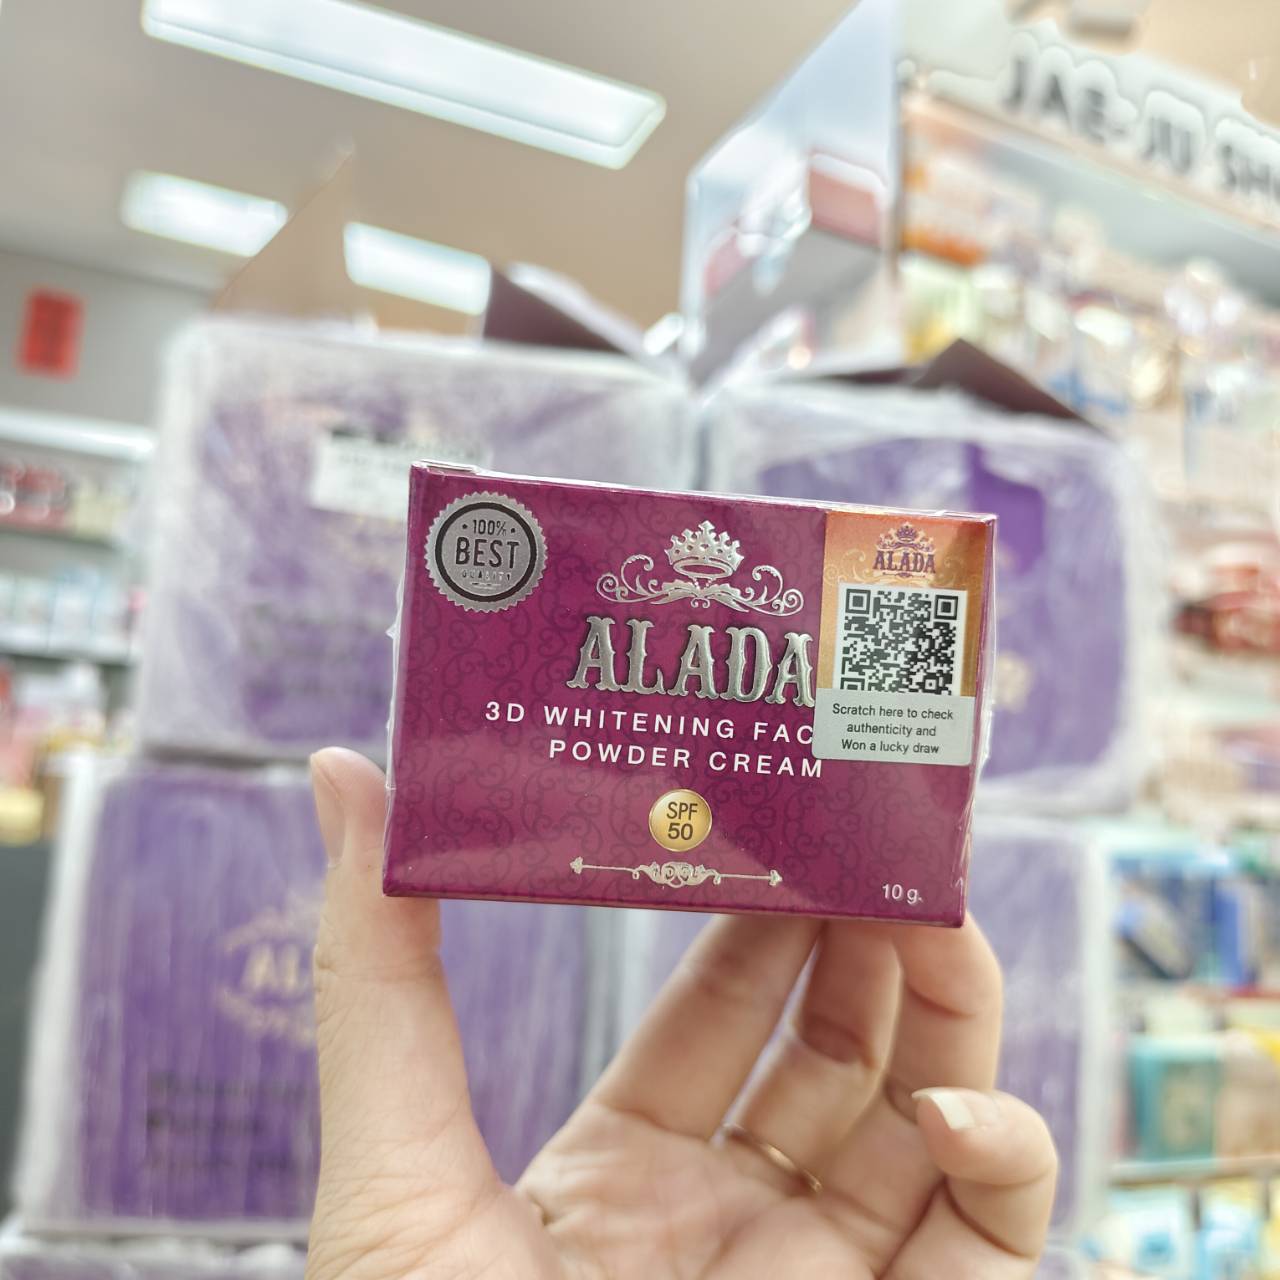 JAE-JU SH
100%
BEST
QUALITY
ALADA
3D WHITENING FAC
POWDER CREAM
SPF
50
10 g.
ALADA
Scratch here to check
authenticity and
Won a lucky draw